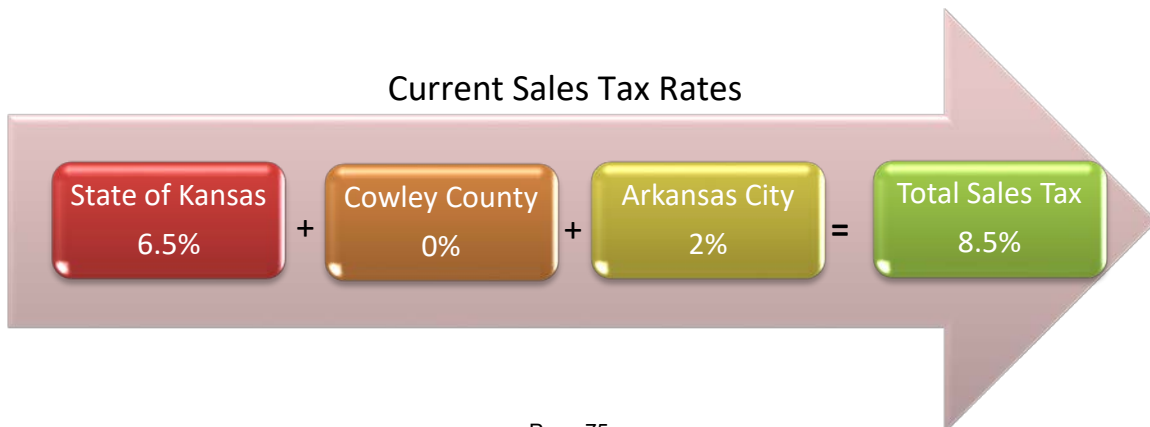 Current Sales Tax Rates
State of Kansas
6.5%
+
Cowley County
0%
+
Arkansas City
2%
=
Total Sales Tax
8.5%